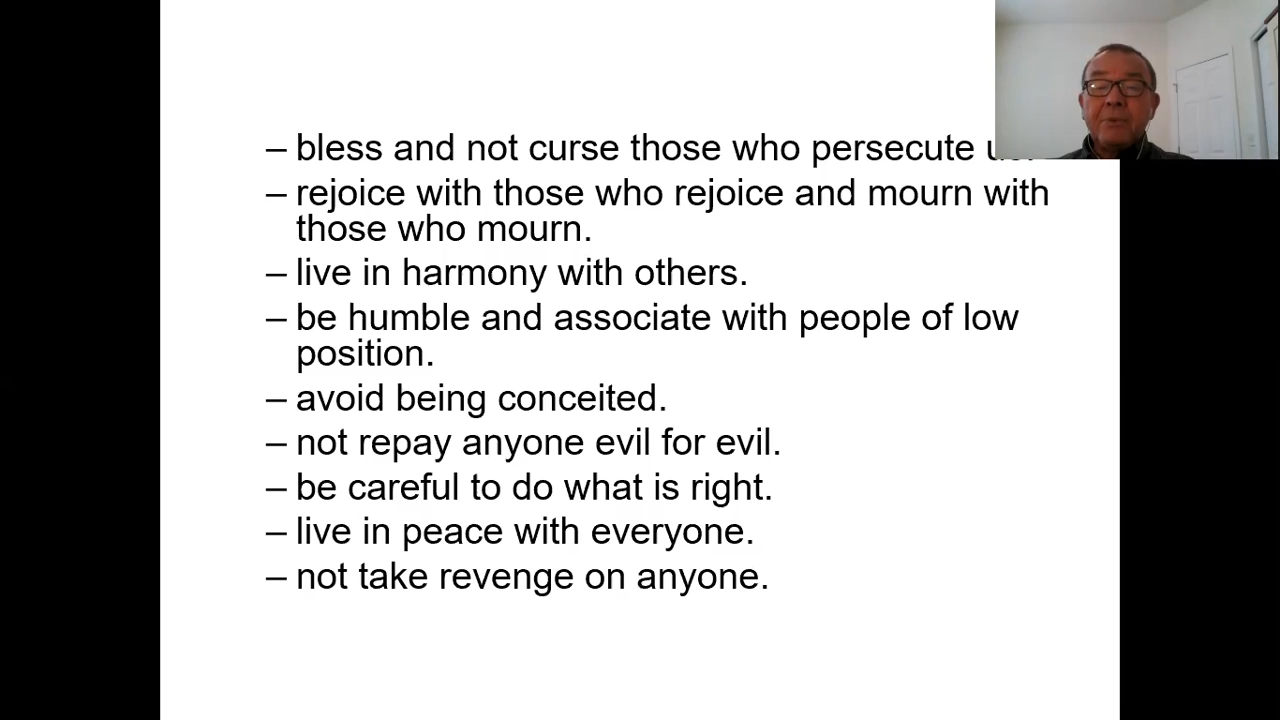 – bless and not curse those who persecute
– rejoice with those who rejoice and mourn with
those who mourn.
– live in harmony with others.
– be humble and associate with people of low
position.
– avoid being conceited.
– not repay anyone evil for evil.
– be careful to do what is right.
– live in peace with everyone.
– not take revenge on anyone.